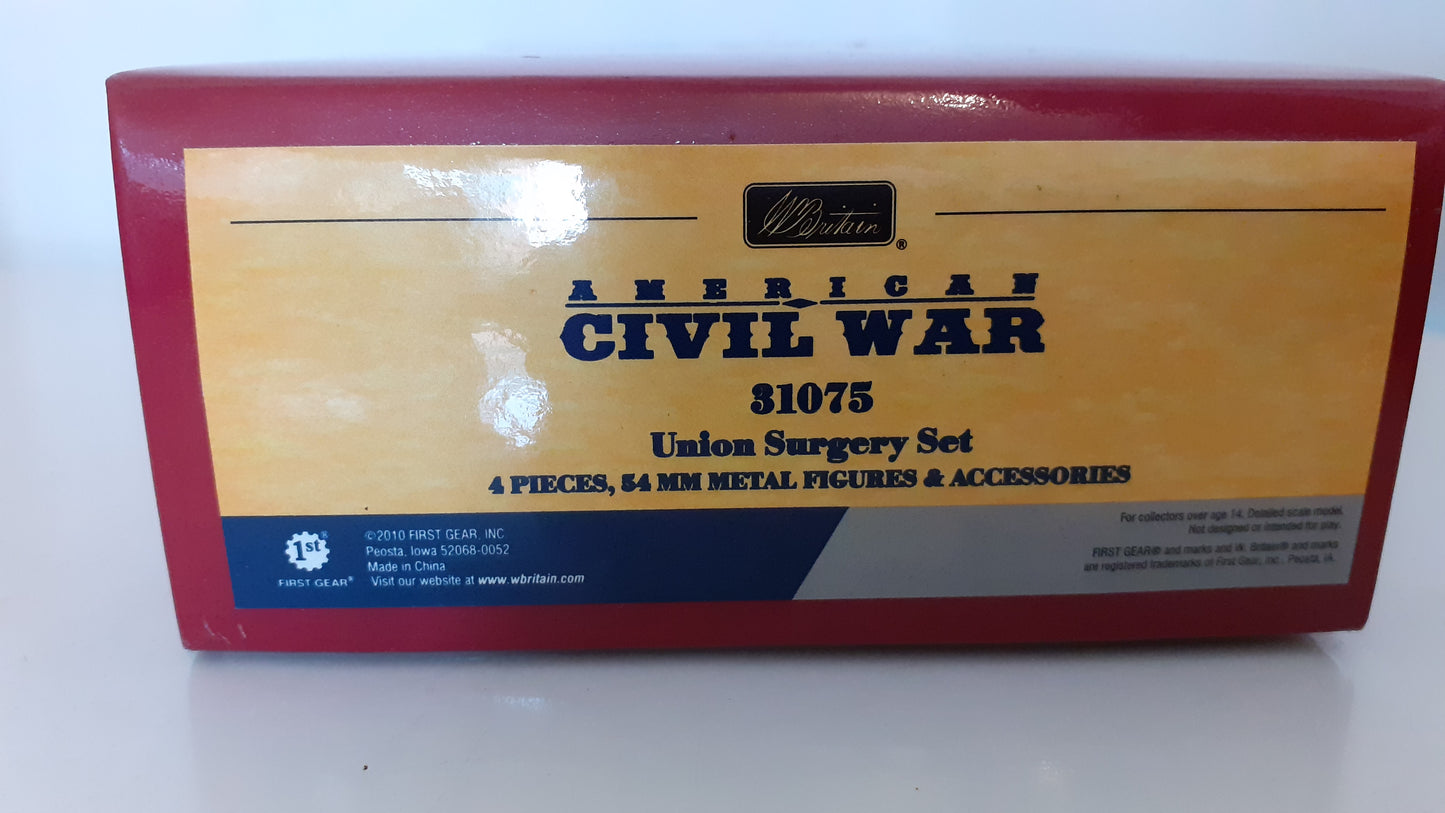 WBritain®
AMERICAN
CIVIL WAR
31075
Union Surgery Set
4 PIECES, 54 MM METAL FIGURES & ACCESSORIES
1st®
FIRST GEAR®
©2010 FIRST GEAR, INC
Peosta, Iowa 52068-0052
Made in China
Visit our website at www.wbritain.com
For collectors over age 14. Detailed scale model.
Not designed or intended for play.
FIRST GEAR® and marks and W. Britain® and marks
are registered trademarks of First Gear, Inc., Peosta, IA.